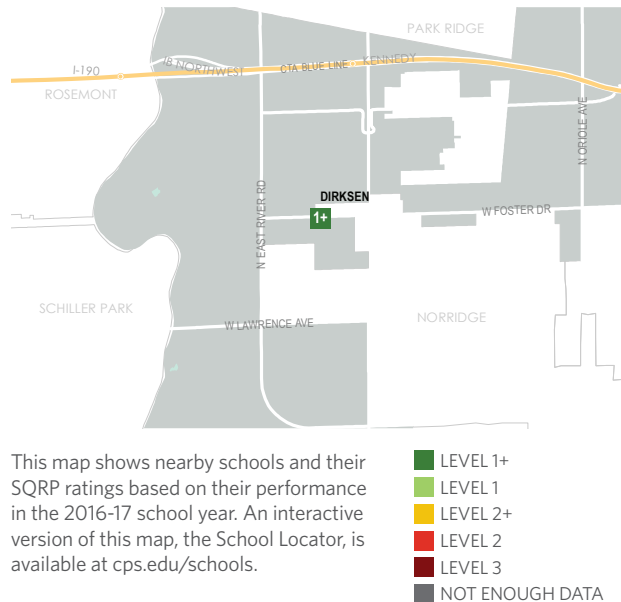 PARK RIDGE
I-190
IB NORTHWEST
CTA BLUE LINE
KENNEDY
ROSEMONT
N ORIOLE AVE
DIRKSEN
1+
N EAST RIVER RD
W FOSTER DR
SCHILLER PARK
W LAWRENCE AVE
NORRIDGE
This map shows nearby schools and their
SQRP ratings based on their performance
in the 2016-17 school year. An interactive
version of this map, the School Locator, is
available at cps.edu/schools.
LEVEL 1+
LEVEL 1
LEVEL 2+
LEVEL 2
LEVEL 3
NOT ENOUGH DATA